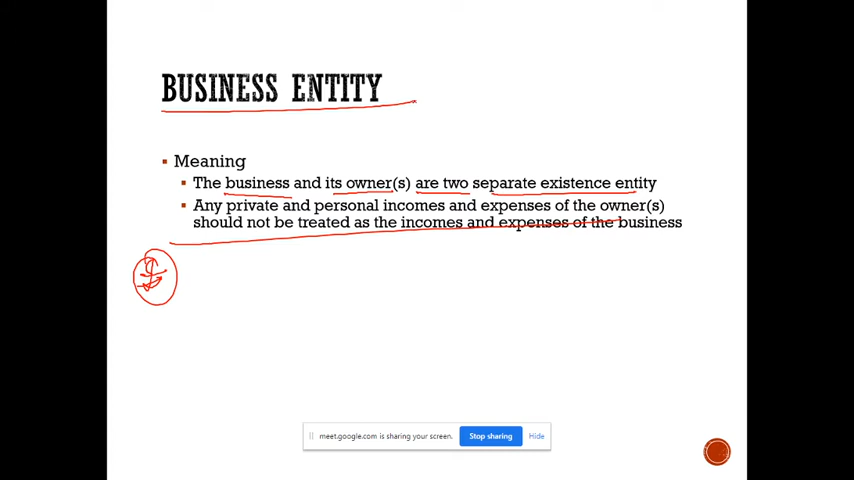 BUSINESS ENTITY
Meaning
The business and its owner(s) are two separate existence entity
Any private and personal incomes and expenses of the owner(s)
should not be treated as the incomes and expenses of the business
meet.google.com is sharing your screen.
Stop sharing
Hide